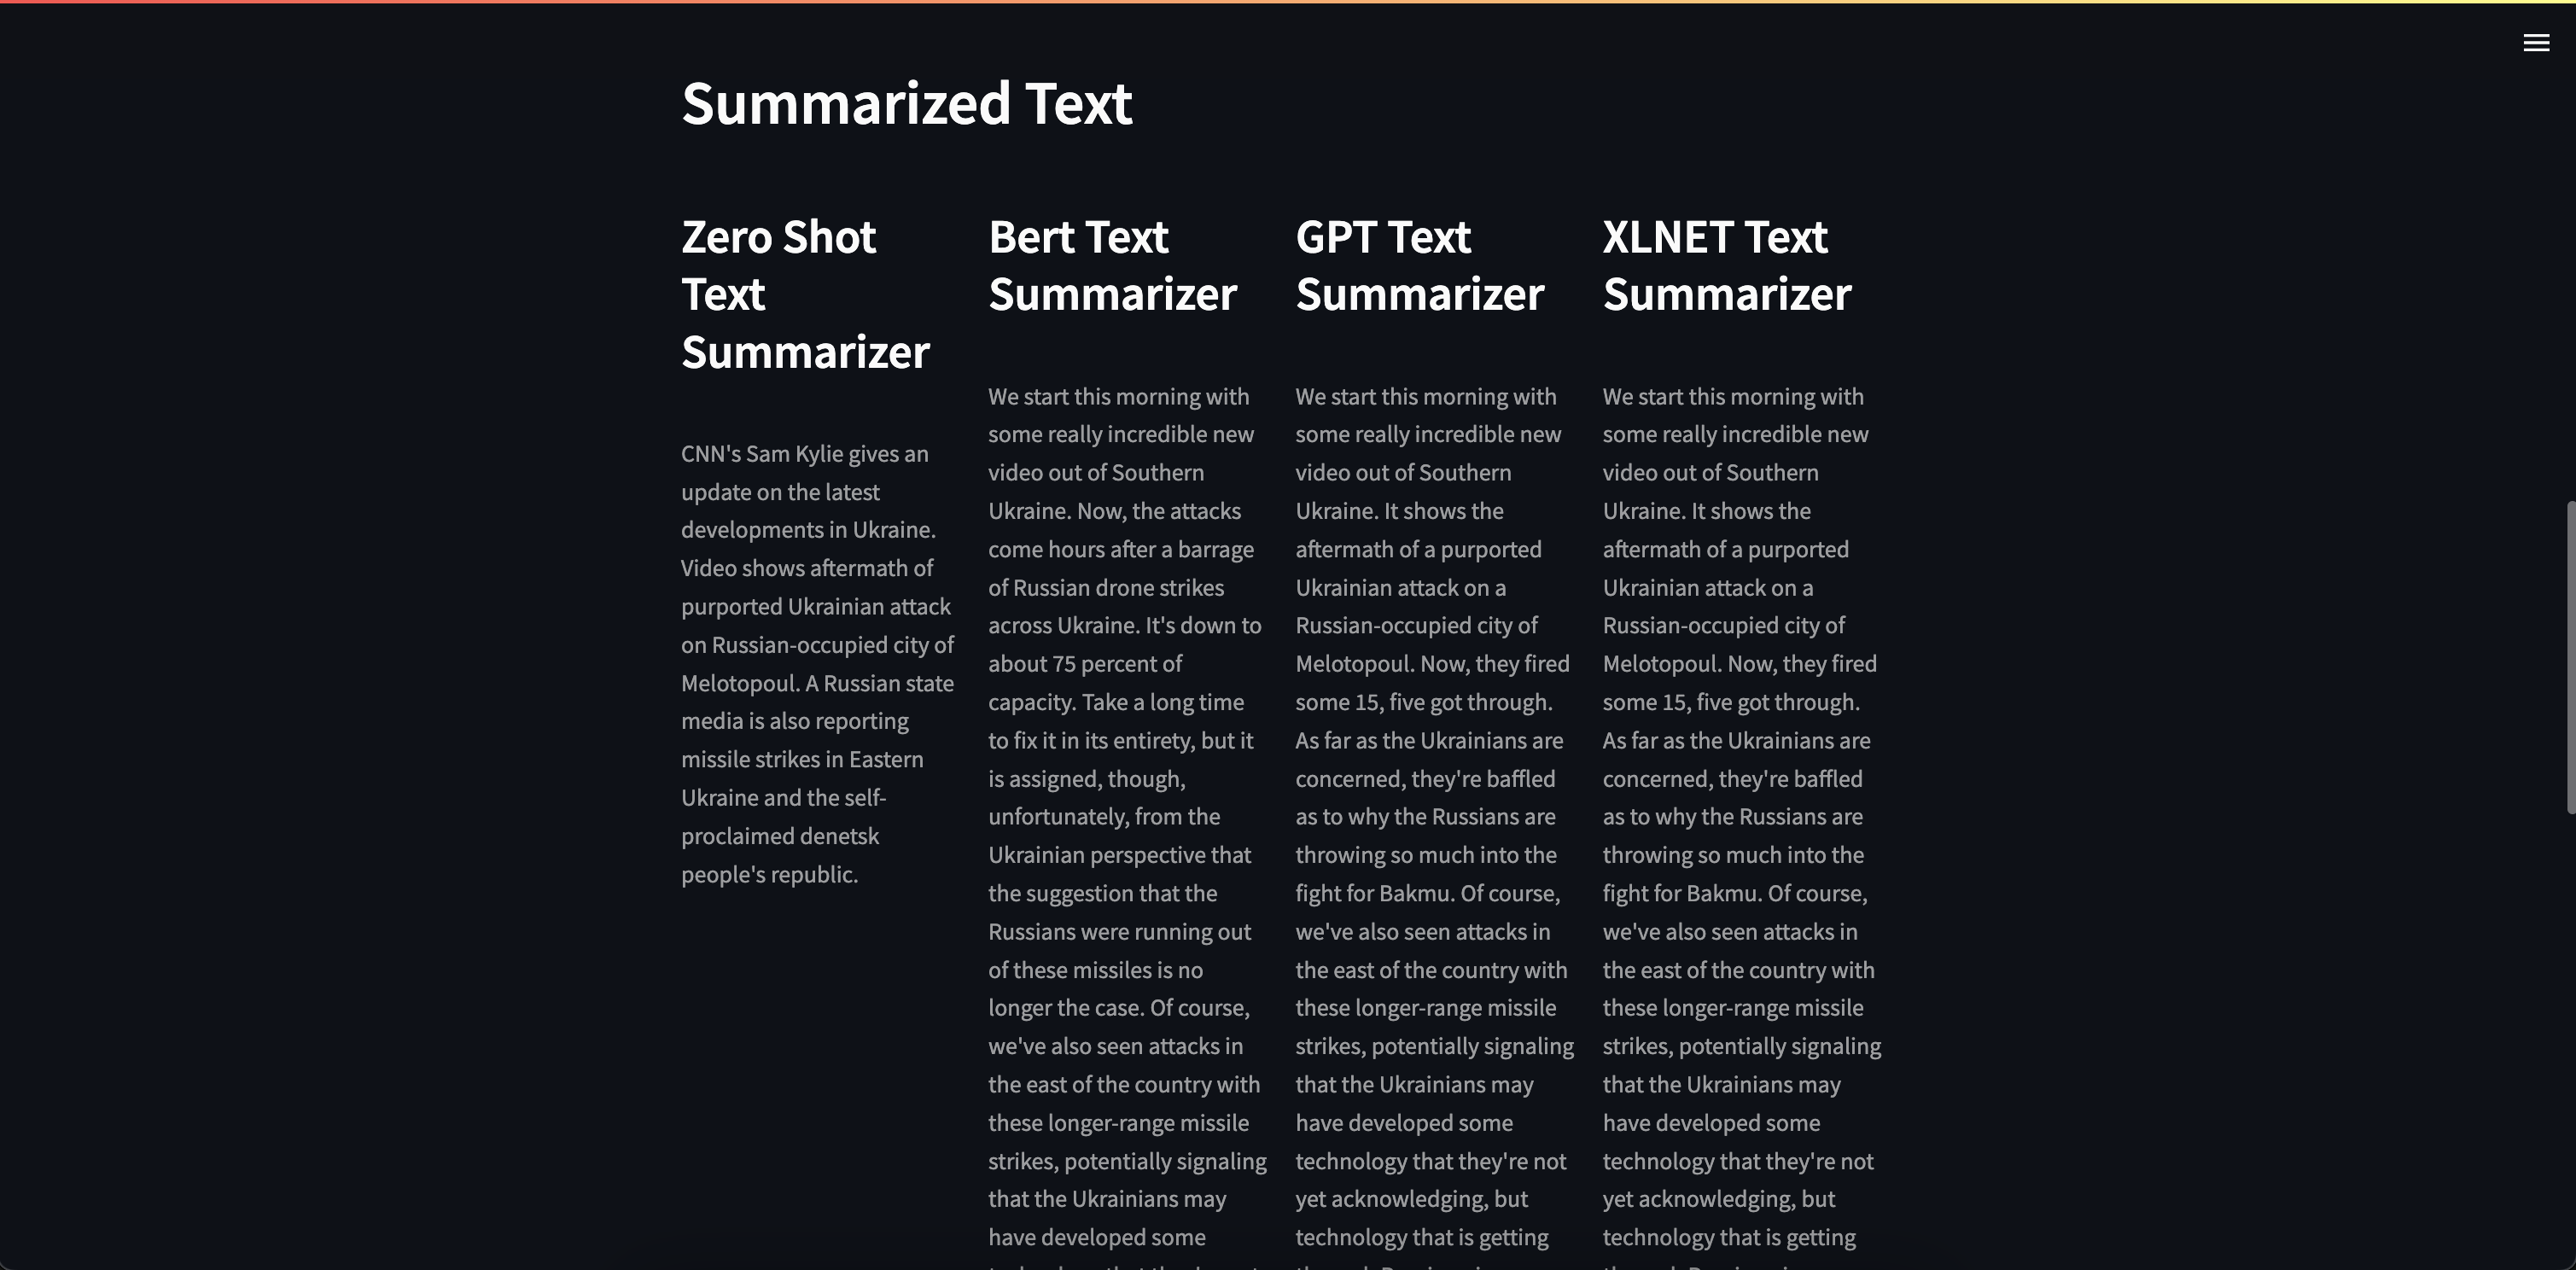 Summarized Text
Zero Shot
Text
Summarizer
CNN's Sam Kylie gives an
update on the latest
developments in Ukraine.
Video shows aftermath of
purported Ukrainian attack
on Russian-occupied city of
Melotopoul. A Russian state
media is also reporting
missile strikes in Eastern
Ukraine and the self-
proclaimed denetsk
people's republic.
Bert Text
Summarizer
We start this morning with
some really incredible new
video out of Southern
Ukraine. Now, the attacks
come hours after a barrage
of Russian drone strikes
across Ukraine. It's down to
about 75 percent of
capacity. Take a long time
to fix it in its entirety, but it
is assigned, though,
unfortunately, from the
Ukrainian perspective that
the suggestion that the
Russians were running out
of these missiles is no
longer the case. Of course,
we've also seen attacks in
the east of the country with
these longer-range missile
strikes, potentially signaling
that the Ukrainians may
have developed some
GPT Text
Summarizer
We start this morning with
some really incredible new
video out of Southern
Ukraine. It shows the
aftermath of a purported
Ukrainian attack on a
Russian-occupied city of
Melotopoul. Now, they fired
some 15, five got through.
As far as the Ukrainians are
concerned, they're baffled
as to why the Russians are
throwing so much into the
fight for Bakmu. Of course,
we've also seen attacks in
the east of the country with
these longer-range missile
strikes, potentially signaling
that the Ukrainians may
have developed some
technology that they're not
yet acknowledging, but
technology that is getting
XLNET Text
Summarizer
We start this morning with
some really incredible new
video out of Southern
Ukraine. It shows the
aftermath of a purported
Ukrainian attack on a
Russian-occupied city of
Melotopoul. Now, they fired
some 15, five got through.
As far as the Ukrainians are
concerned, they're baffled
as to why the Russians are
throwing so much into the
fight for Bakmu. Of course,
we've also seen attacks in
the east of the country with
these longer-range missile
strikes, potentially signaling
that the Ukrainians may
have developed some
technology that they're not
yet acknowledging, but
technology that is getting